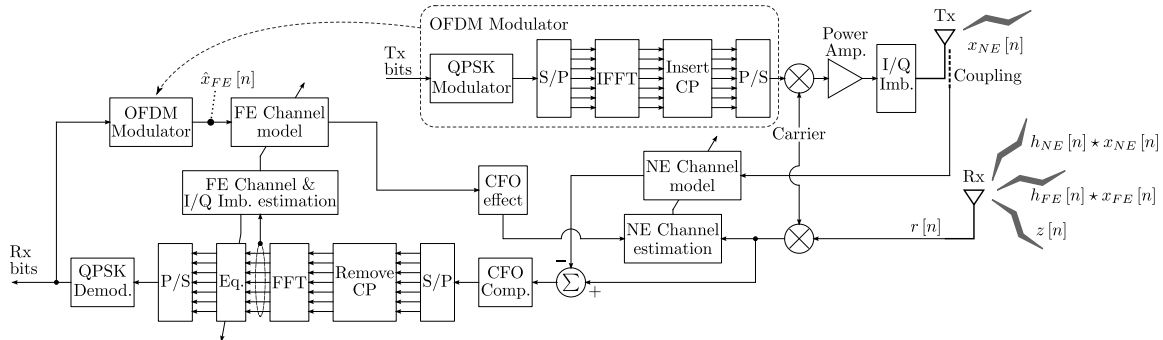 OFDM Modulator
Tx
bits
QPSK
Modulator
S/P
IFFT
Insert
CP
P/S
Power
Amp.
I/Q
Imb.
Tx
x_{NE} [n]
Coupling
Carrier
x̂_{FE} [n]
OFDM
Modulator
FE Channel
model
FE Channel &
I/Q Imb. estimation
CFO
effect
NE Channel
model
NE Channel
estimation
h_{NE} [n] ⋆ x_{NE} [n]
Rx
h_{FE} [n] ⋆ x_{FE} [n]
r [n]
z [n]
Rx
bits
QPSK
Demod.
P/S
Eq.
FFT
Remove
CP
S/P
CFO
Comp.
−
Σ
+